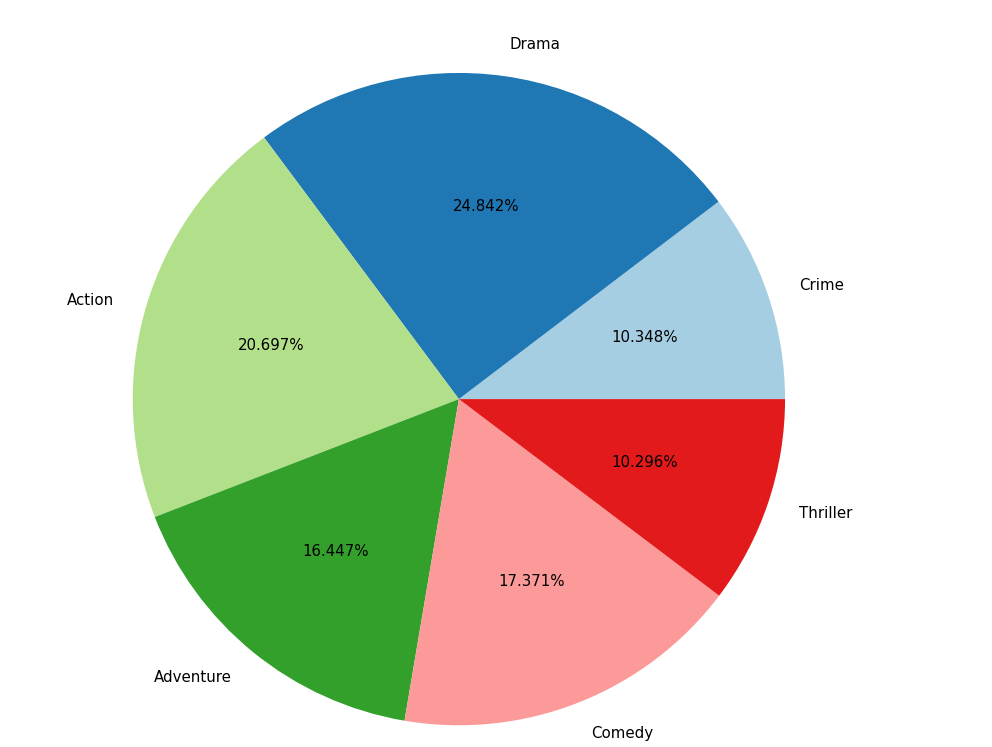 Drama
24.842%
Crime
10.348%
Action
20.697%
10.296%
Thriller
16.447%
17.371%
Adventure
Comedy